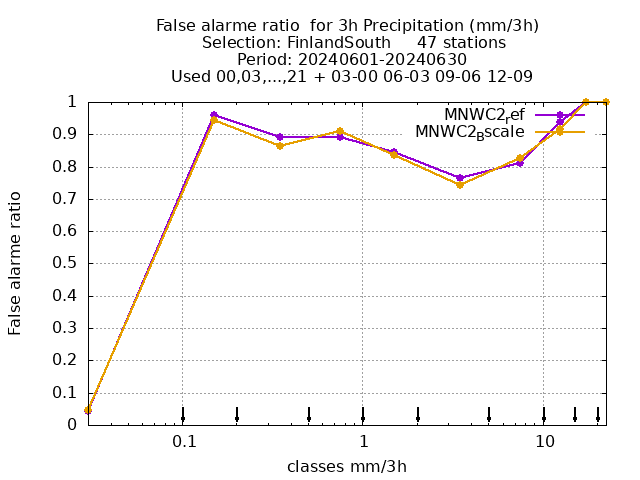 False alarme ratio  for 3h Precipitation (mm/3h)
Selection: FinlandSouth     47 stations
Period: 20240601-20240630
Used 00,03,...,21 + 03-00 06-03 09-06 12-09
MNWC2,ef
MNWC2Bscale
False alarme ratio
1
0.9
0.8
0.7
0.6
0.5
0.4
0.3
0.2
0.1
0
0.1
1
10
classes mm/3h